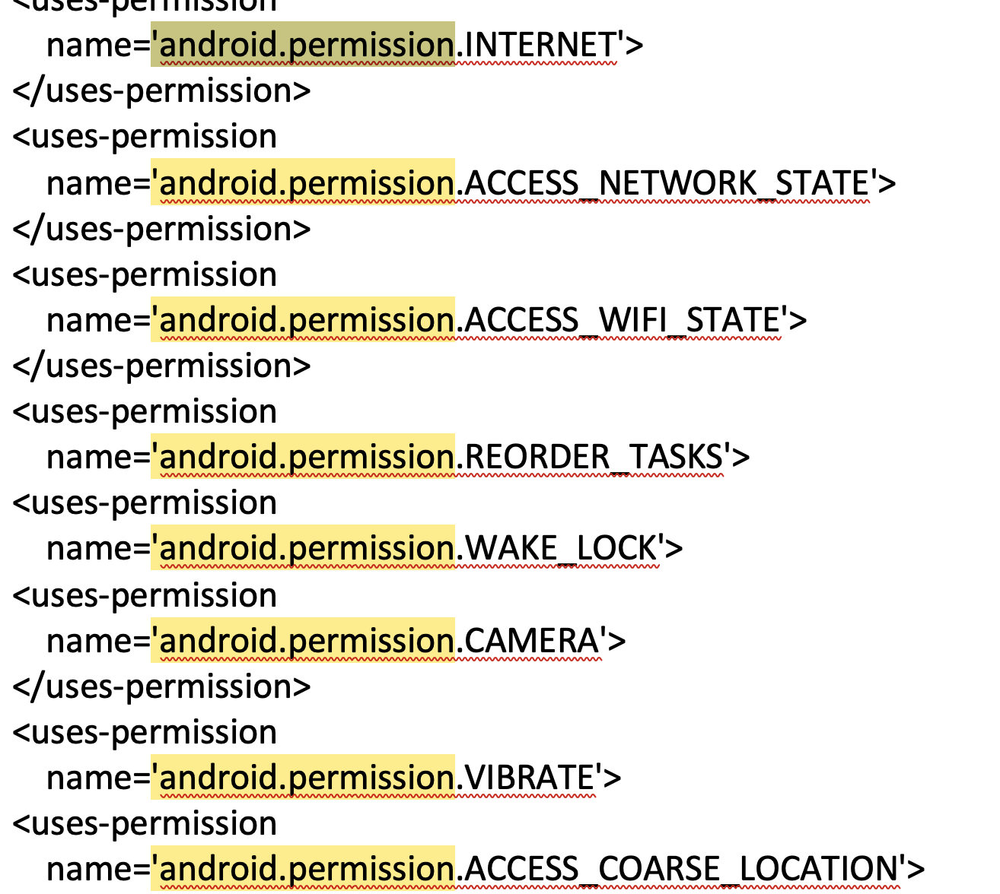 <uses-permission
name='android.permission.INTERNET'>
</uses-permission>
<uses-permission
name='android.permission.ACCESS_NETWORK_STATE'>
</uses-permission>
<uses-permission
name='android.permission.ACCESS_WIFI_STATE'>
</uses-permission>
<uses-permission
name='android.permission.REORDER_TASKS'>
<uses-permission
name='android.permission.WAKE_LOCK'>
<uses-permission
name='android.permission.CAMERA'>
</uses-permission>
<uses-permission
name='android.permission.VIBRATE'>
<uses-permission
name='android.permission.ACCESS_COARSE_LOCATION'>